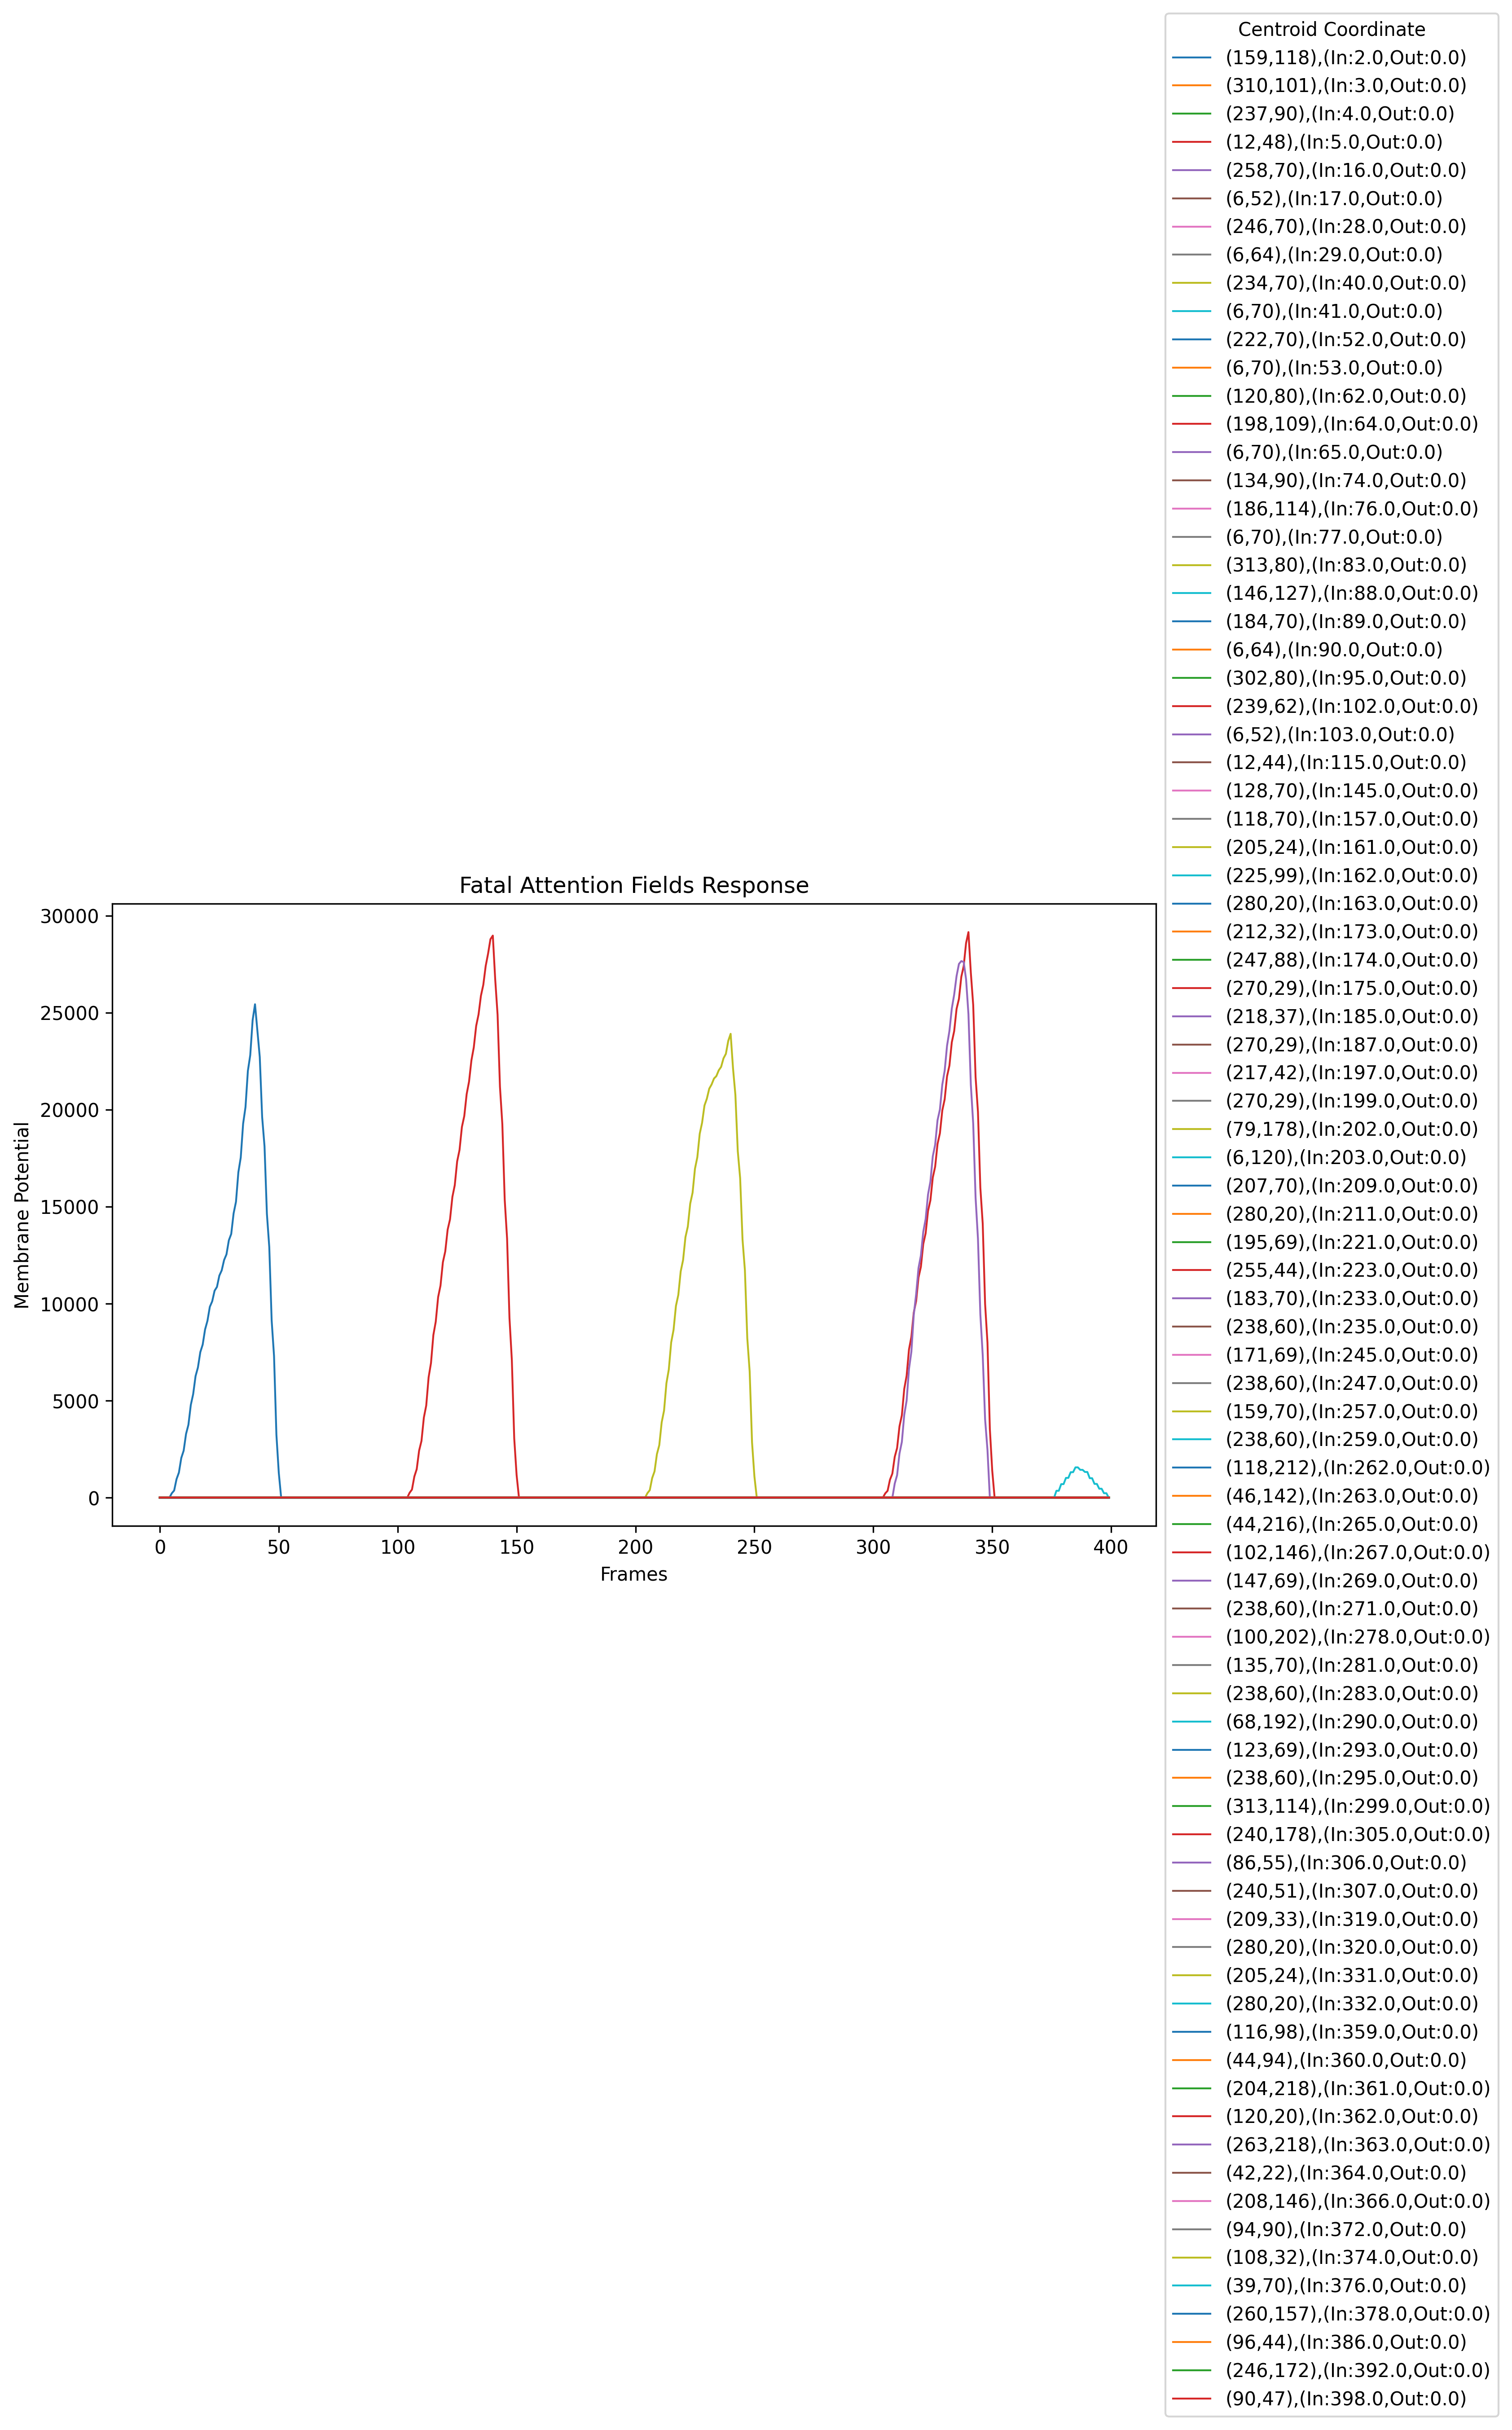 Centroid Coordinate
(159,118),(In:2.0,Out:0.0)
(310,101),(In:3.0,Out:0.0)
(237,90),(In:4.0,Out:0.0)
(12,48),(In:5.0,Out:0.0)
(258,70),(In:16.0,Out:0.0)
(6,52),(In:17.0,Out:0.0)
(246,70),(In:28.0,Out:0.0)
(6,64),(In:29.0,Out:0.0)
(234,70),(In:40.0,Out:0.0)
(6,70),(In:41.0,Out:0.0)
(222,70),(In:52.0,Out:0.0)
(6,70),(In:53.0,Out:0.0)
(120,80),(In:62.0,Out:0.0)
(198,109),(In:64.0,Out:0.0)
(6,70),(In:65.0,Out:0.0)
(134,90),(In:74.0,Out:0.0)
(186,114),(In:76.0,Out:0.0)
(6,70),(In:77.0,Out:0.0)
(313,80),(In:83.0,Out:0.0)
(146,127),(In:88.0,Out:0.0)
(184,70),(In:89.0,Out:0.0)
(6,64),(In:90.0,Out:0.0)
(302,80),(In:95.0,Out:0.0)
(239,62),(In:102.0,Out:0.0)
(6,52),(In:103.0,Out:0.0)
(12,44),(In:115.0,Out:0.0)
(128,70),(In:145.0,Out:0.0)
(118,70),(In:157.0,Out:0.0)
(205,24),(In:161.0,Out:0.0)
(225,99),(In:162.0,Out:0.0)
(280,20),(In:163.0,Out:0.0)
(212,32),(In:173.0,Out:0.0)
(247,88),(In:174.0,Out:0.0)
(270,29),(In:175.0,Out:0.0)
(218,37),(In:185.0,Out:0.0)
(270,29),(In:187.0,Out:0.0)
(217,42),(In:197.0,Out:0.0)
(270,29),(In:199.0,Out:0.0)
(79,178),(In:202.0,Out:0.0)
(6,120),(In:203.0,Out:0.0)
(207,70),(In:209.0,Out:0.0)
(280,20),(In:211.0,Out:0.0)
(195,69),(In:221.0,Out:0.0)
(255,44),(In:223.0,Out:0.0)
(183,70),(In:233.0,Out:0.0)
(238,60),(In:235.0,Out:0.0)
(171,69),(In:245.0,Out:0.0)
(238,60),(In:247.0,Out:0.0)
(159,70),(In:257.0,Out:0.0)
(238,60),(In:259.0,Out:0.0)
(118,212),(In:262.0,Out:0.0)
(46,142),(In:263.0,Out:0.0)
(44,216),(In:265.0,Out:0.0)
(102,146),(In:267.0,Out:0.0)
(147,69),(In:269.0,Out:0.0)
(238,60),(In:271.0,Out:0.0)
(100,202),(In:278.0,Out:0.0)
(135,70),(In:281.0,Out:0.0)
(238,60),(In:283.0,Out:0.0)
(68,192),(In:290.0,Out:0.0)
(123,69),(In:293.0,Out:0.0)
(238,60),(In:295.0,Out:0.0)
(313,114),(In:299.0,Out:0.0)
(240,178),(In:305.0,Out:0.0)
(86,55),(In:306.0,Out:0.0)
(240,51),(In:307.0,Out:0.0)
(209,33),(In:319.0,Out:0.0)
(280,20),(In:320.0,Out:0.0)
(205,24),(In:331.0,Out:0.0)
(280,20),(In:332.0,Out:0.0)
(116,98),(In:359.0,Out:0.0)
(44,94),(In:360.0,Out:0.0)
(204,218),(In:361.0,Out:0.0)
(120,20),(In:362.0,Out:0.0)
(263,218),(In:363.0,Out:0.0)
(42,22),(In:364.0,Out:0.0)
(208,146),(In:366.0,Out:0.0)
(94,90),(In:372.0,Out:0.0)
(108,32),(In:374.0,Out:0.0)
(39,70),(In:376.0,Out:0.0)
(260,157),(In:378.0,Out:0.0)
(96,44),(In:386.0,Out:0.0)
(246,172),(In:392.0,Out:0.0)
(90,47),(In:398.0,Out:0.0)
Fatal Attention Fields Response
Membrane Potential
30000
25000
20000
15000
10000
5000
0
0 50 100 150 200 250 300 350 400
Frames